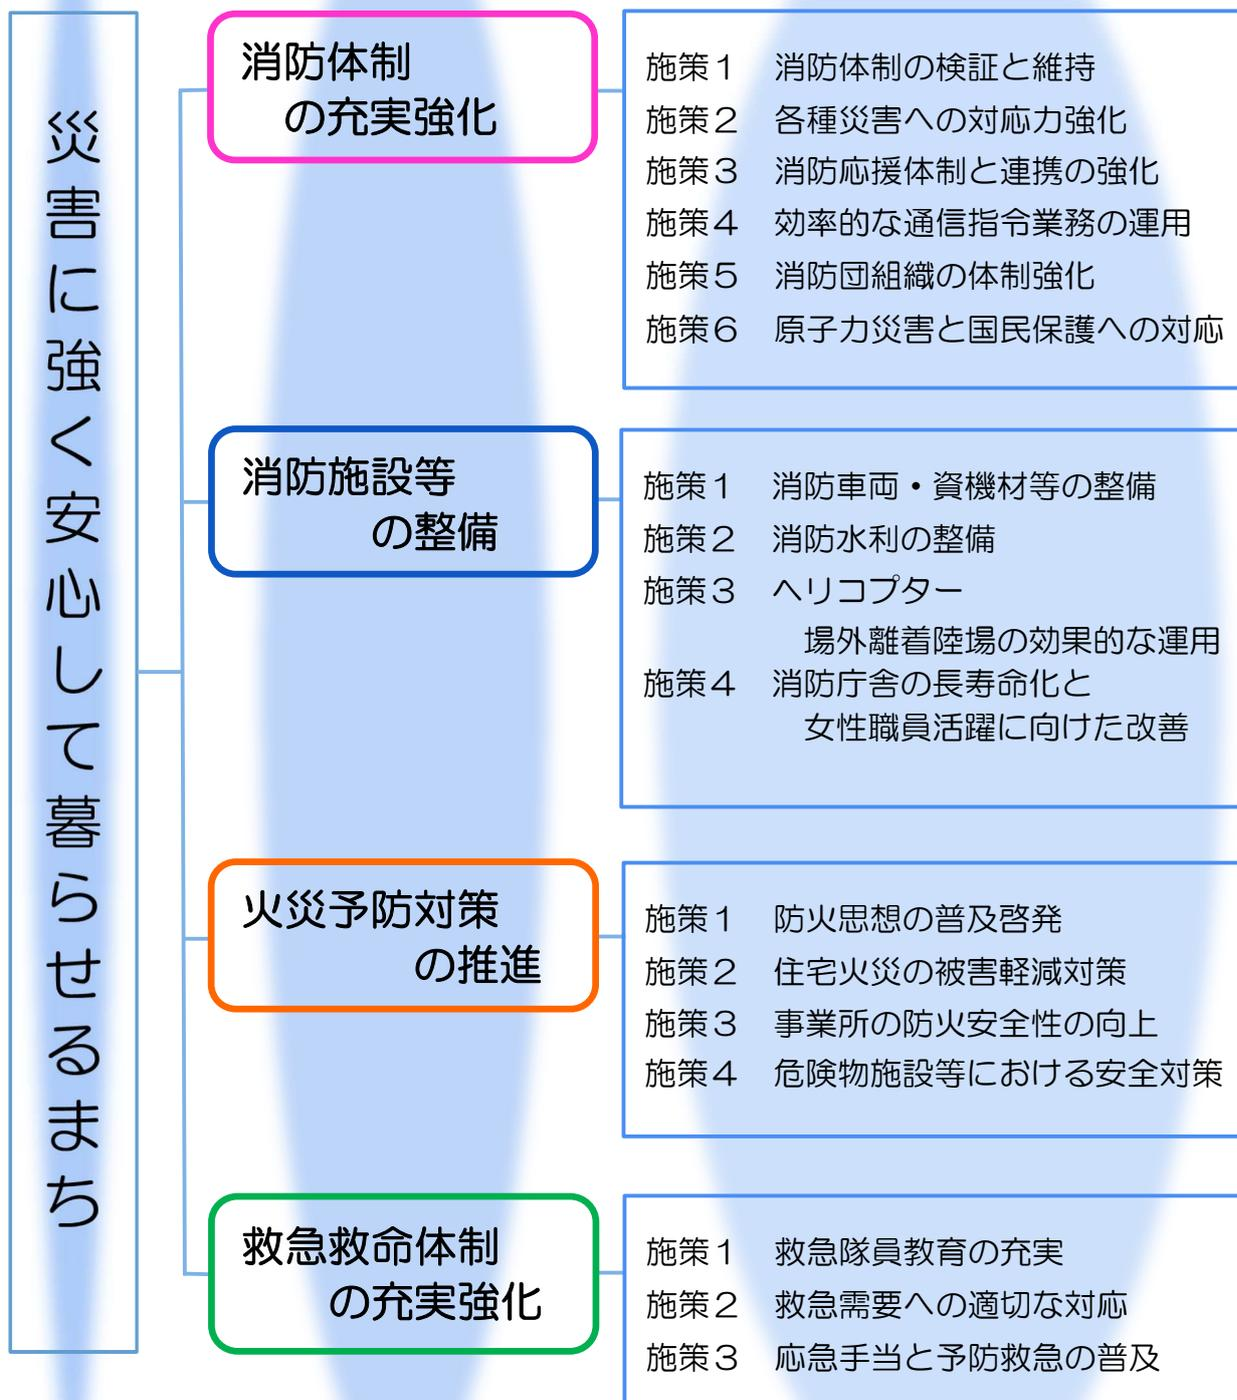 災害に強く安心して暮らせるまち
消防体制
の充実強化
施策1　消防体制の検証と維持
施策2　各種災害への対応力強化
施策3　消防応援体制と連携の強化
施策4　効率的な通信指令業務の運用
施策5　消防団組織の体制強化
施策6　原子力災害と国民保護への対応
消防施設等
の整備
施策1　消防車両・資機材等の整備
施策2　消防水利の整備
施策3　ヘリコプター
場外離着陸場の効果的な運用
施策4　消防庁舎の長寿命化と
女性職員活躍に向けた改善
火災予防対策
の推進
施策1　防火思想の普及啓発
施策2　住宅火災の被害軽減対策
施策3　事業所の防火安全性の向上
施策4　危険物施設等における安全対策
救急救命体制
の充実強化
施策1　救急隊員教育の充実
施策2　救急需要への適切な対応
施策3　応急手当と予防救急の普及